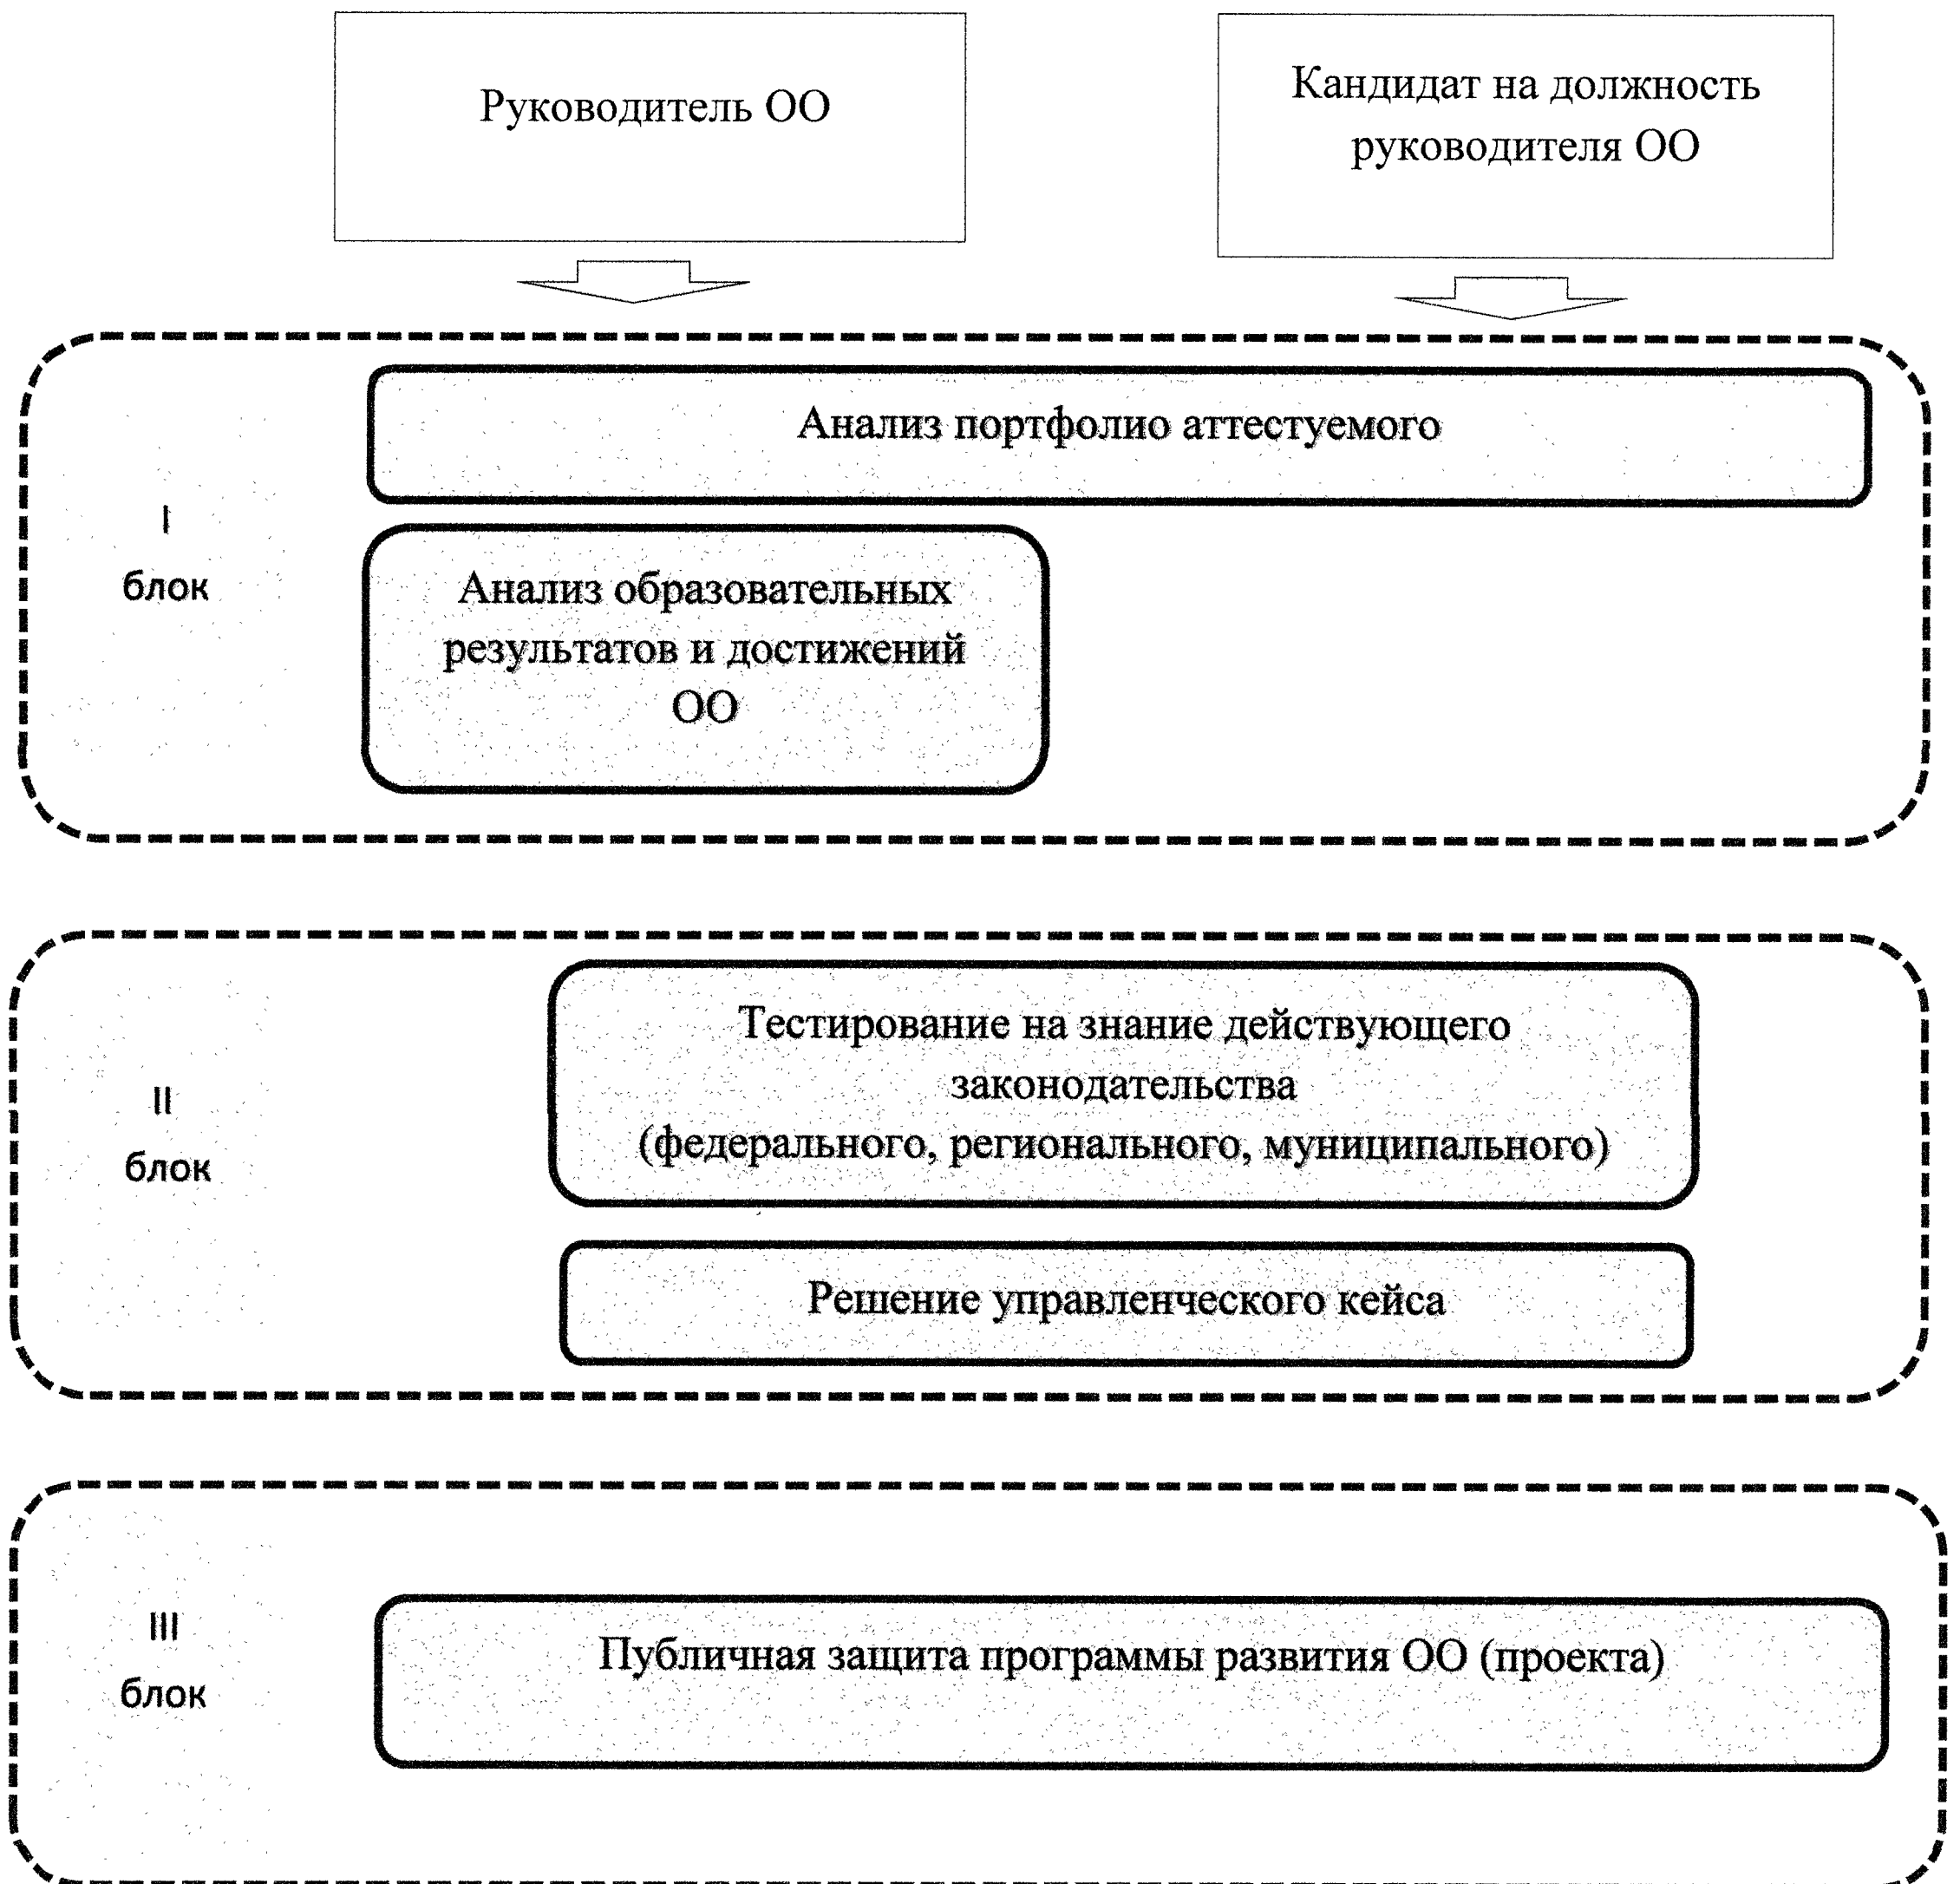 Руководитель ОО
Кандидат на должность
руководителя ОО
Анализ портфолио аттестуемого
I
блок
Анализ образовательных
результатов и достижений
ОО
Тестирование на знание действующего
законодательства
(федерального, регионального, муниципального)
II
блок
Решение управленческого кейса
III
блок
Публичная защита программы развития ОО (проекта)